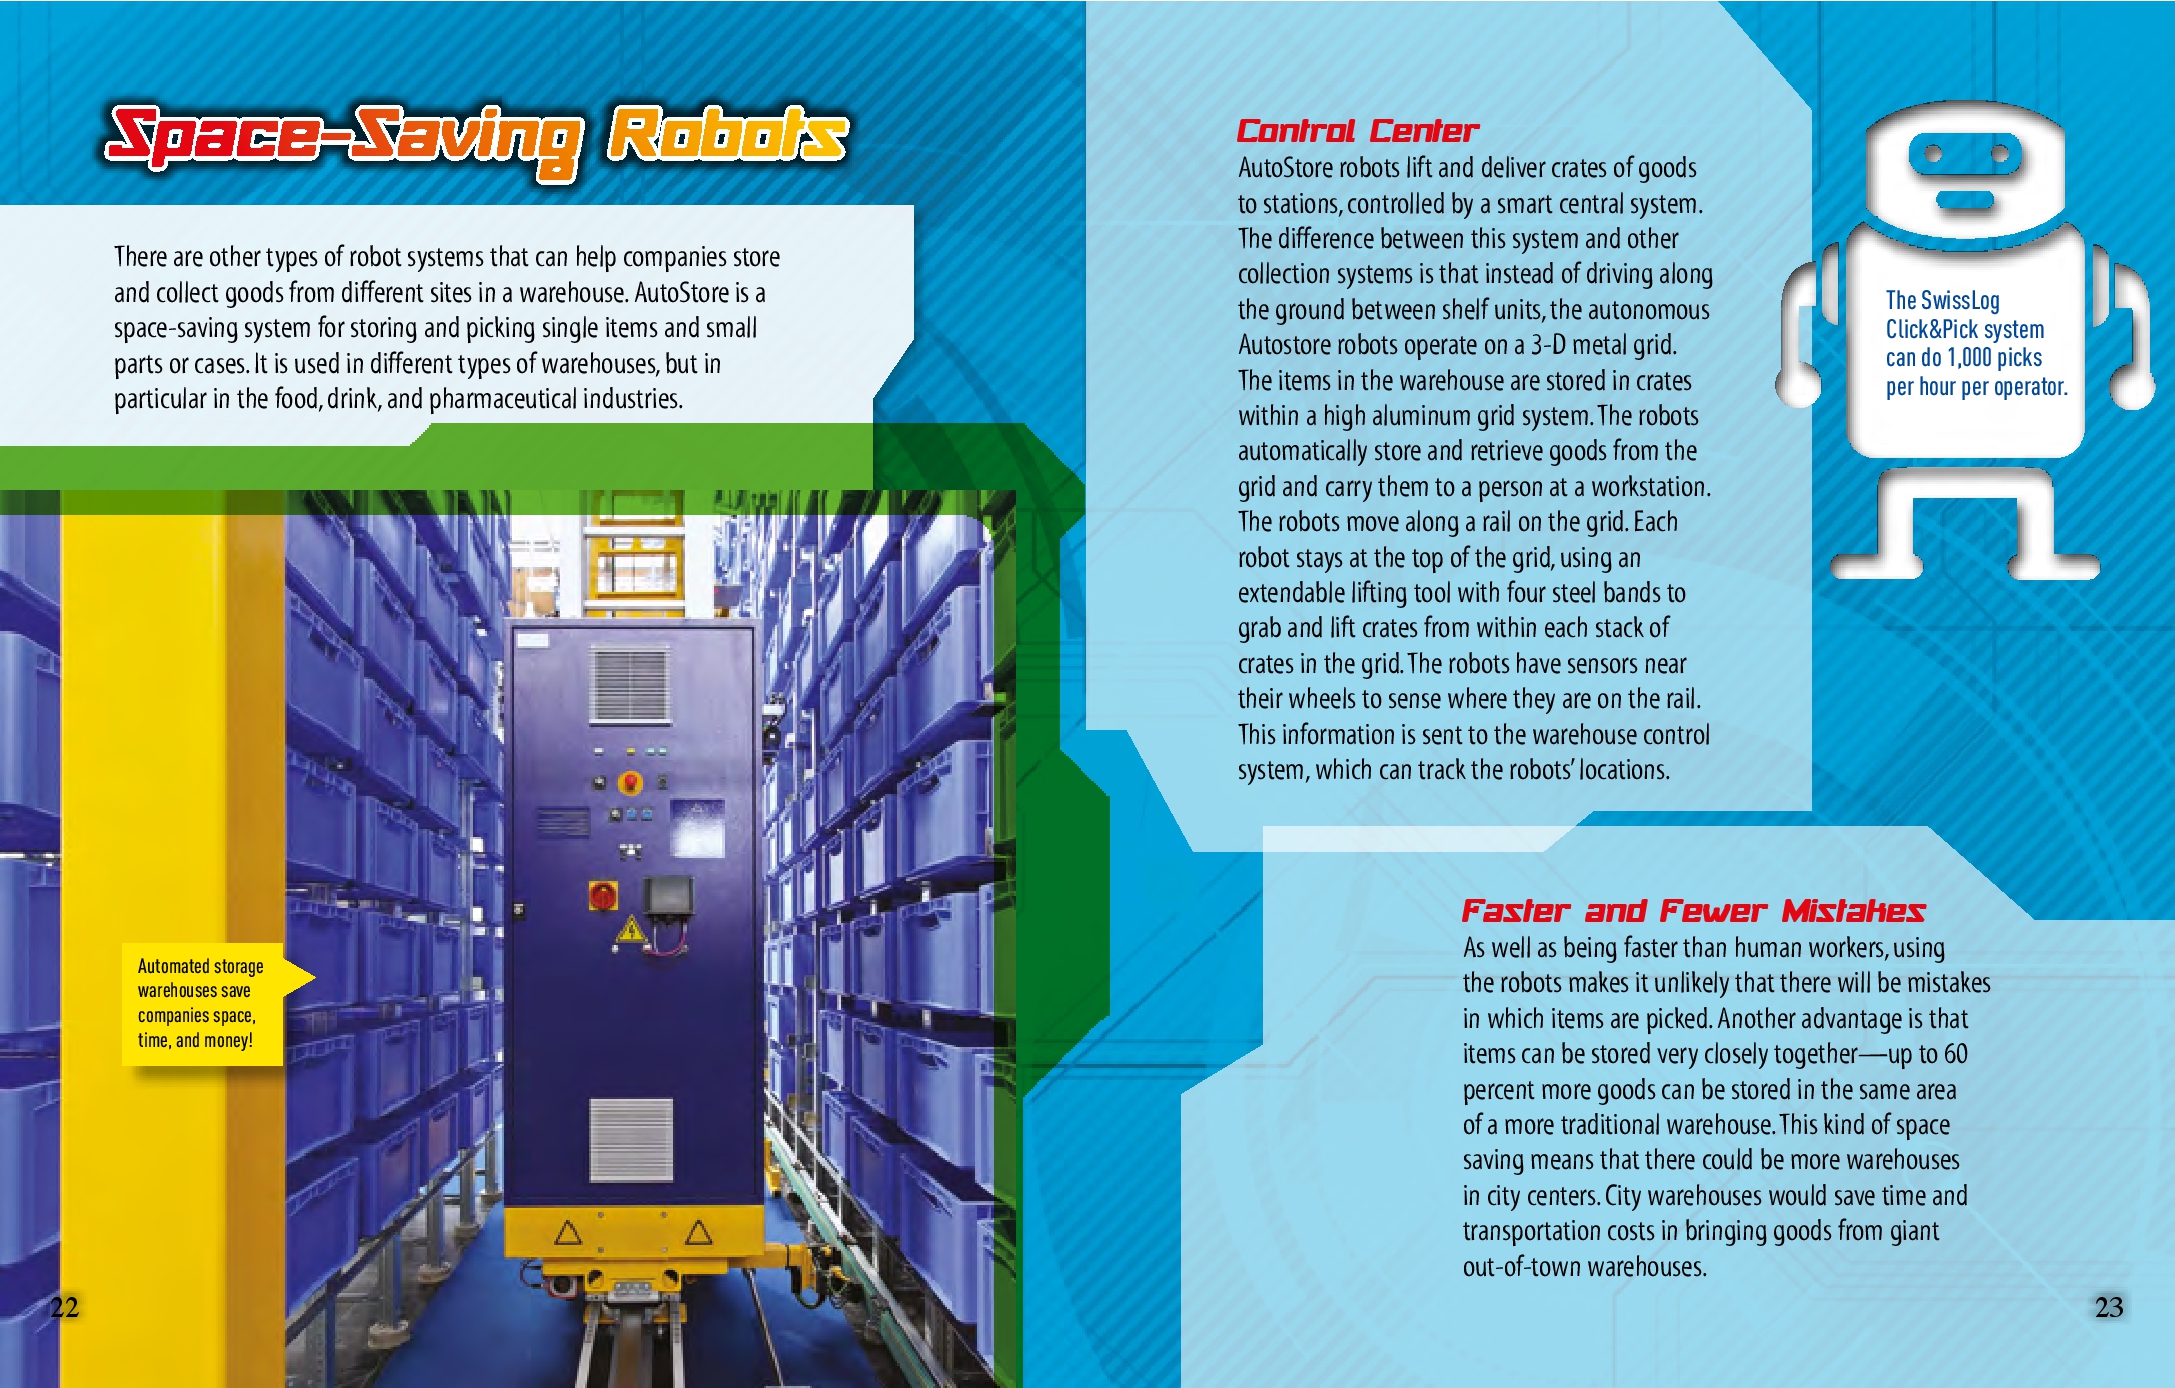 Space-Saving Robots
There are other types of robot systems that can help companies store
and collect goods from different sites in a warehouse. AutoStore is a
space-saving system for storing and picking single items and small
parts or cases. It is used in different types of warehouses, but in
particular in the food, drink, and pharmaceutical industries.
Automated storage
warehouses save
companies space,
time, and money!
22
Control Center
AutoStore robots lift and deliver crates of goods
to stations, controlled by a smart central system.
The difference between this system and other
collection systems is that instead of driving along
the ground between shelf units, the autonomous
Autostore robots operate on a 3-D metal grid.
The items in the warehouse are stored in crates
within a high aluminum grid system. The robots
automatically store and retrieve goods from the
grid and carry them to a person at a workstation.
The robots move along a rail on the grid. Each
robot stays at the top of the grid, using an
extendable lifting tool with four steel bands to
grab and lift crates from within each stack of
crates in the grid. The robots have sensors near
their wheels to sense where they are on the rail.
This information is sent to the warehouse control
system, which can track the robots’ locations.
The SwissLog
Click&Pick system
can do 1,000 picks
per hour per operator.
Faster and Fewer Mistakes
As well as being faster than human workers, using
the robots makes it unlikely that there will be mistakes
in which items are picked. Another advantage is that
items can be stored very closely together—up to 60
percent more goods can be stored in the same area
of a more traditional warehouse. This kind of space
saving means that there could be more warehouses
in city centers. City warehouses would save time and
transportation costs in bringing goods from giant
out-of-town warehouses.
23